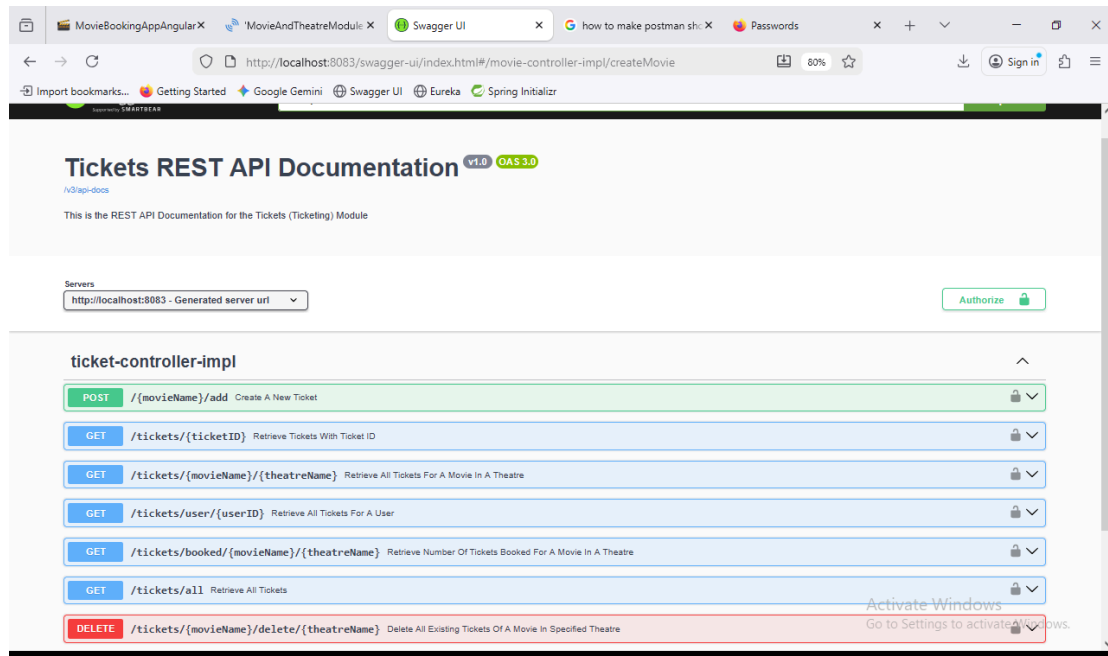 MovieBookingAppAngular
'MovieAndTheatreModule
Swagger UI
how to make postman sho
Passwords
http://localhost:8083/swagger-ui/index.html#/movie-controller-impl/createMovie
80%
Sign in
Import bookmarks...
Getting Started
Google Gemini
Swagger UI
Eureka
Spring Initializr
Supported by SMARTBEAR
Tickets REST API Documentation v1.0 OAS 3.0
/v3/api-docs
This is the REST API Documentation for the Tickets (Ticketing) Module
Servers
http://localhost:8083 - Generated server url
Authorize
ticket-controller-impl
POST /{movieName}/add Create A New Ticket
GET /tickets/{ticketID} Retrieve Tickets With Ticket ID
GET /tickets/{movieName}/{theatreName} Retrieve All Tickets For A Movie In A Theatre
GET /tickets/user/{userID} Retrieve All Tickets For A User
GET /tickets/booked/{movieName}/{theatreName} Retrieve Number Of Tickets Booked For A Movie In A Theatre
GET /tickets/all Retrieve All Tickets
Activate Windows
DELETE /tickets/{movieName}/delete/{theatreName} Delete All Existing Tickets Of A Movie In Specified Theatre
Go to Settings to activate Windows.